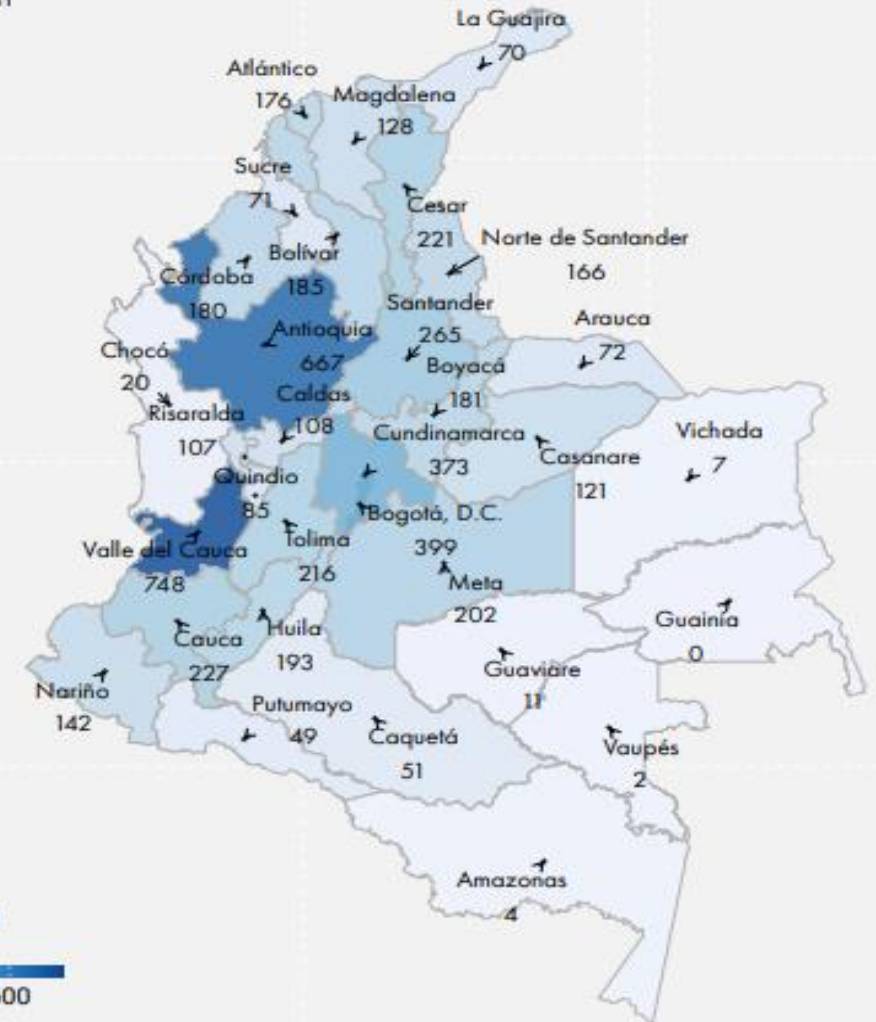 La Guajira
70
Atlántico
176
Magdalena
128
Sucre
71
Cesar
221
Norte de Santander
166
Bolívar
185
Córdoba
180
Santander
265
Arauca
72
Antioquia
667
Chocó
20
Boyacá
181
Caldas
108
Risaralda
107
Cundinamarca
373
Vichada
7
Casanare
121
Quindio
85
Bogotá, D.C.
399
Tolima
216
Valle del Cauca
748
Meta
202
Guainía
0
Cauca
227
Huila
193
Guaviare
11
Nariño
142
Putumayo
49
Caquetá
51
Vaupés
2
Amazonas
4